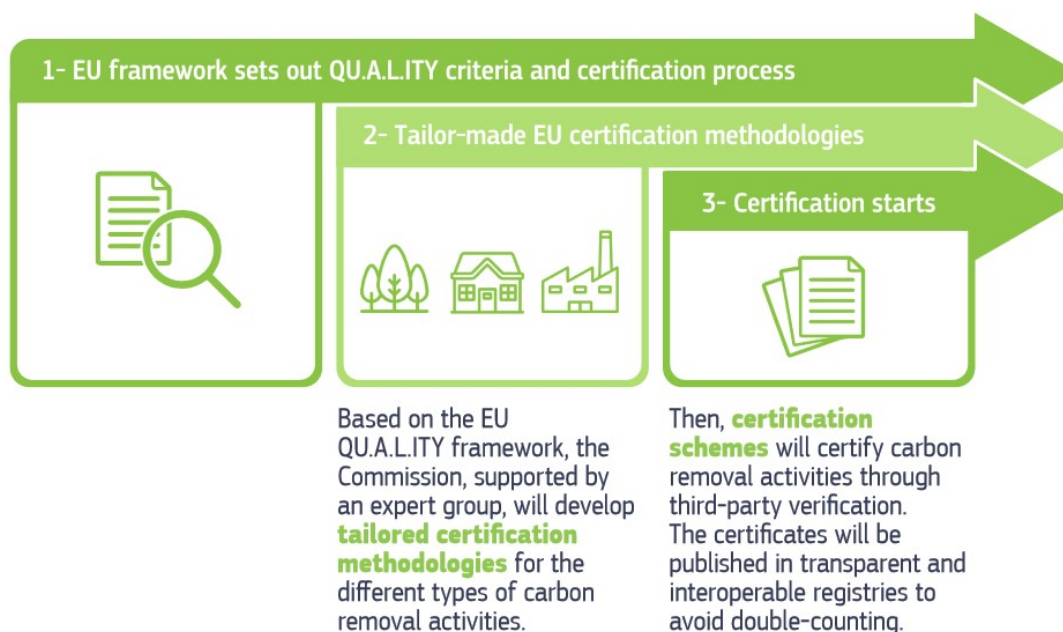 1- EU framework sets out QU.A.L.ITY criteria and certification process
2- Tailor-made EU certification methodologies
3- Certification starts
Based on the EU
QU.A.L.ITY framework, the
Commission, supported by
an expert group, will develop
tailored certification
methodologies for the
different types of carbon
removal activities.
Then, certification
schemes will certify carbon
removal activities through
third-party verification.
The certificates will be
published in transparent and
interoperable registries to
avoid double-counting.